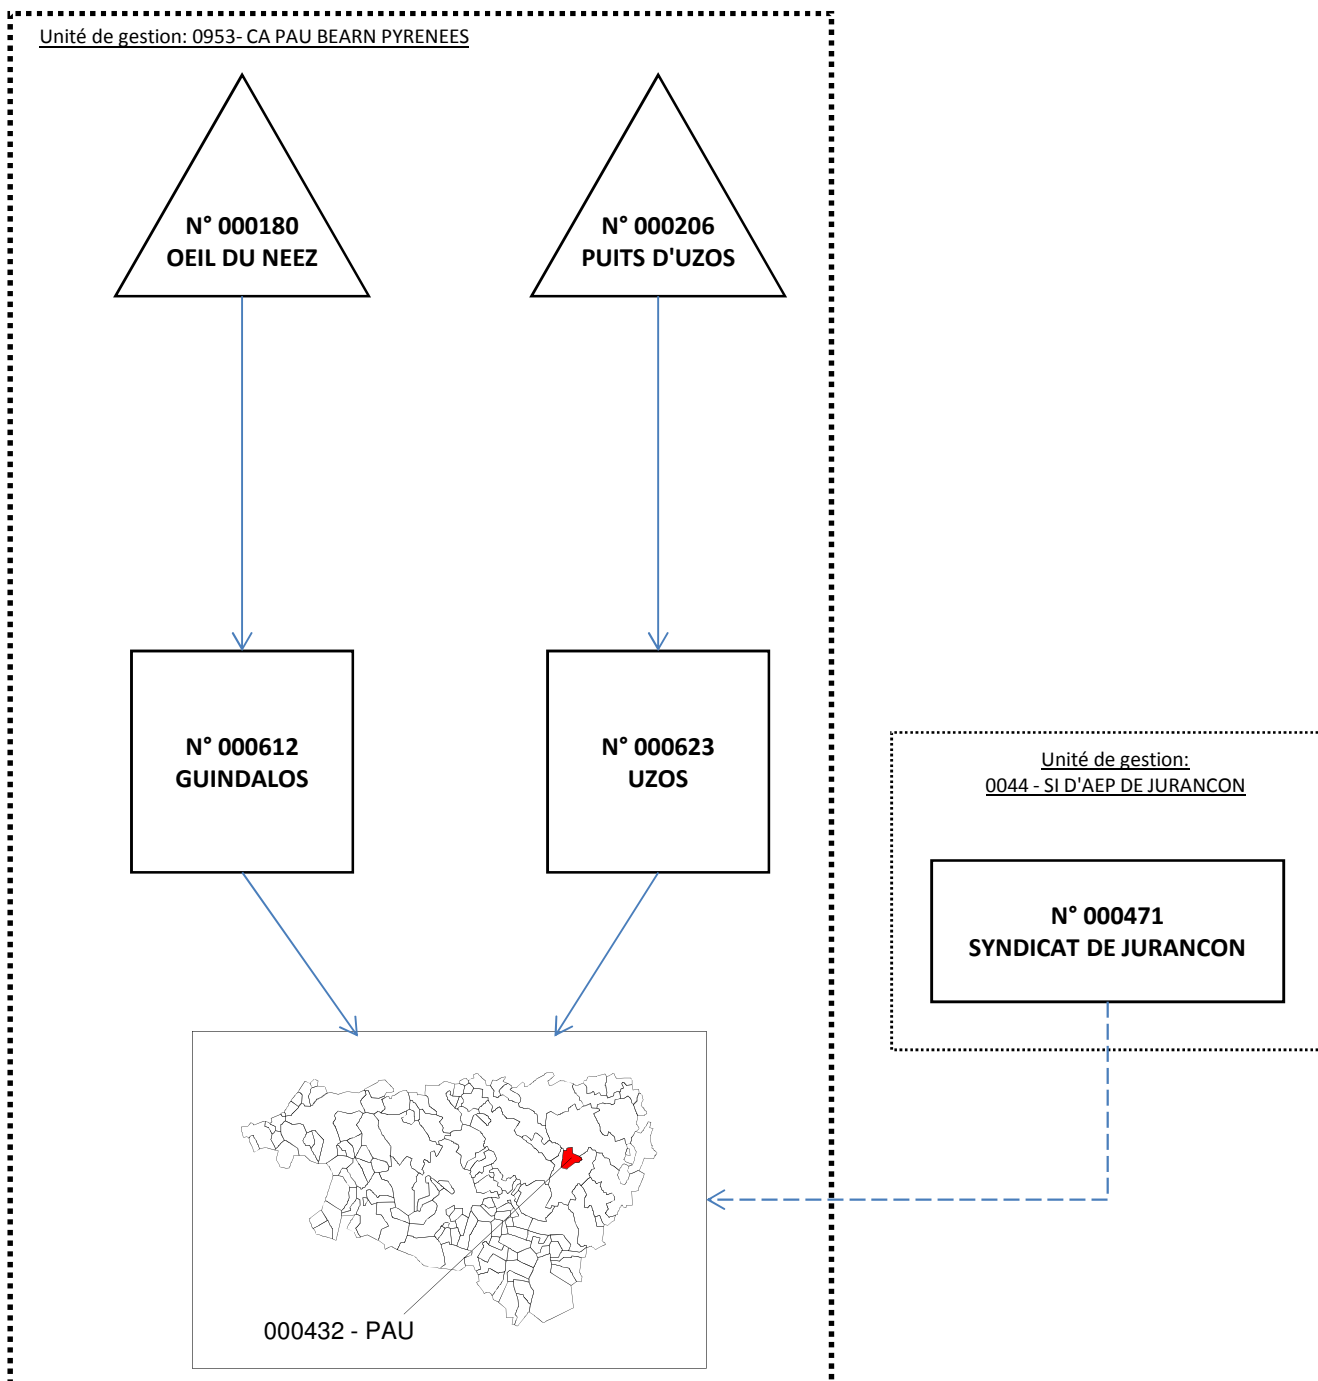 Unité de gestion: 0953- CA PAU BEARN PYRENEES
N° 000180
OEIL DU NEEZ
N° 000206
PUITS D'UZOS
N° 000612
GUINDALOS
N° 000623
UZOS
Unité de gestion:
0044 - SI D'AEP DE JURANCON
N° 000471
SYNDICAT DE JURANCON
000432 - PAU